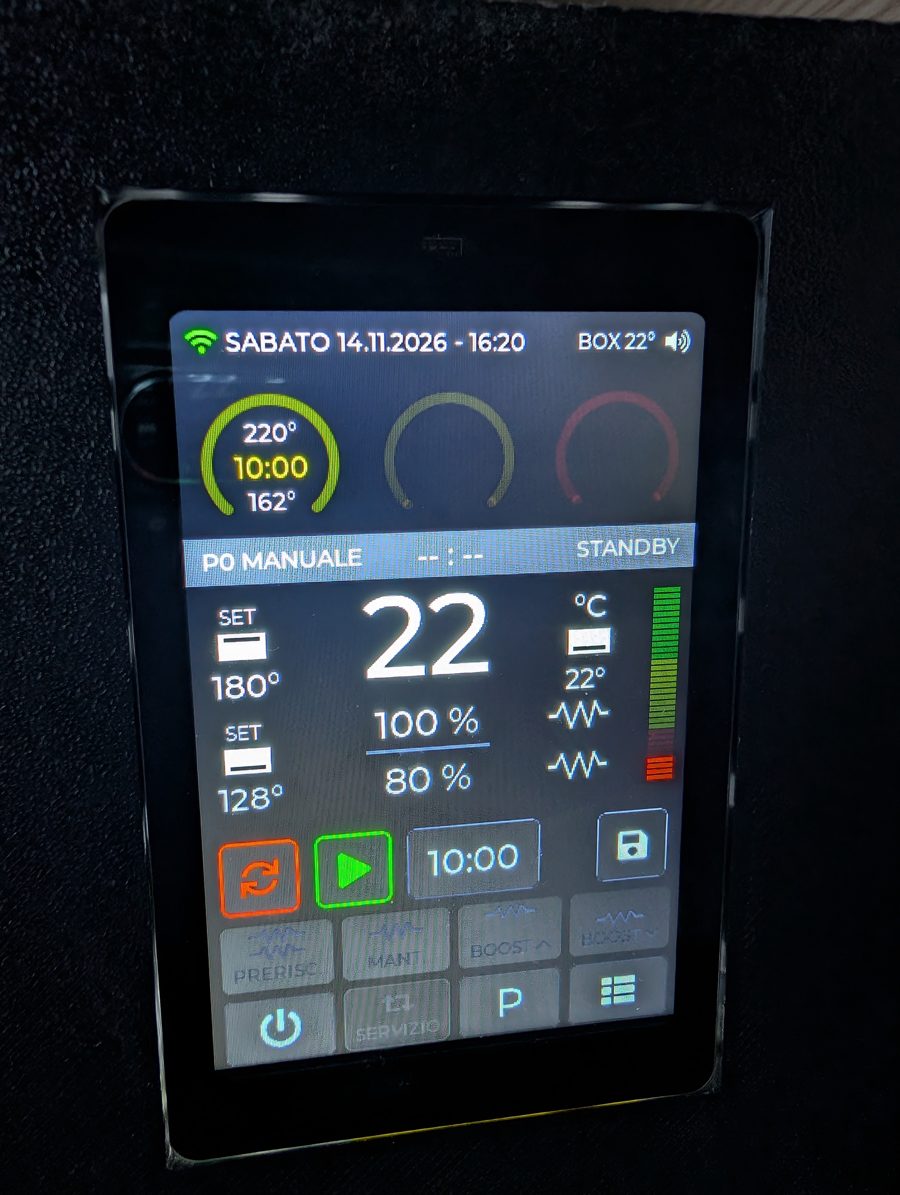 SABATO 14.11.2026 - 16:20 BOX 22°
220°
10:00
162°
P0 MANUALE -- : -- STANDBY
SET
180°
22
°C
22°
SET
128°
100 %
80 %
10:00
PRERISC MANT. BOOST BOOST
SERVIZIO P